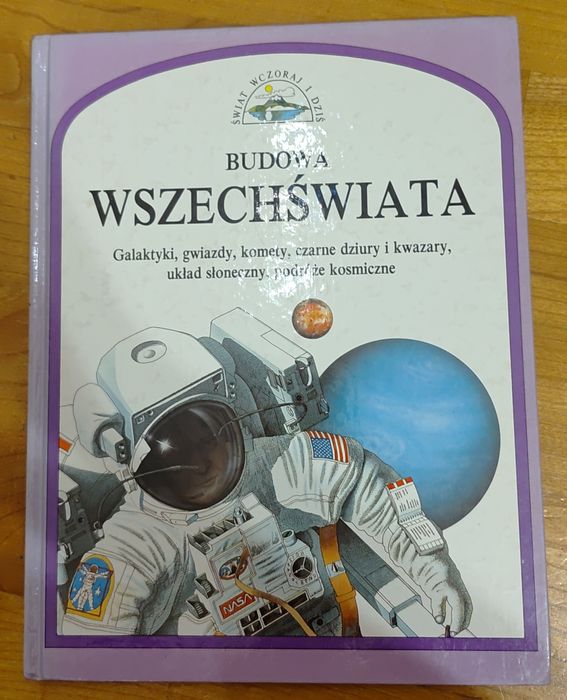 ŚWIAT WCZORAJ I DZIŚ
BUDOWA
WSZECHŚWIATA
Galaktyki, gwiazdy, komety, czarne dziury i kwazary,
układ słoneczny, podróże kosmiczne
NASA